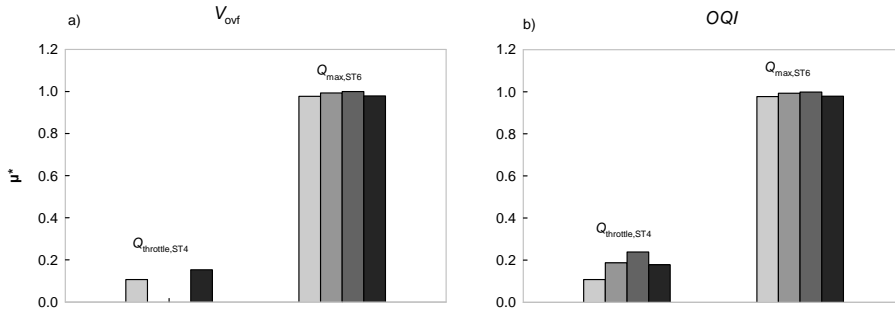 a)
V_ovf
1.2
1.0
0.8
0.6
0.4
0.2
0.0
μ*
Q_throttle,ST4
Q_max,ST6
b)
OQI
1.2
1.0
0.8
0.6
0.4
0.2
0.0
Q_throttle,ST4
Q_max,ST6